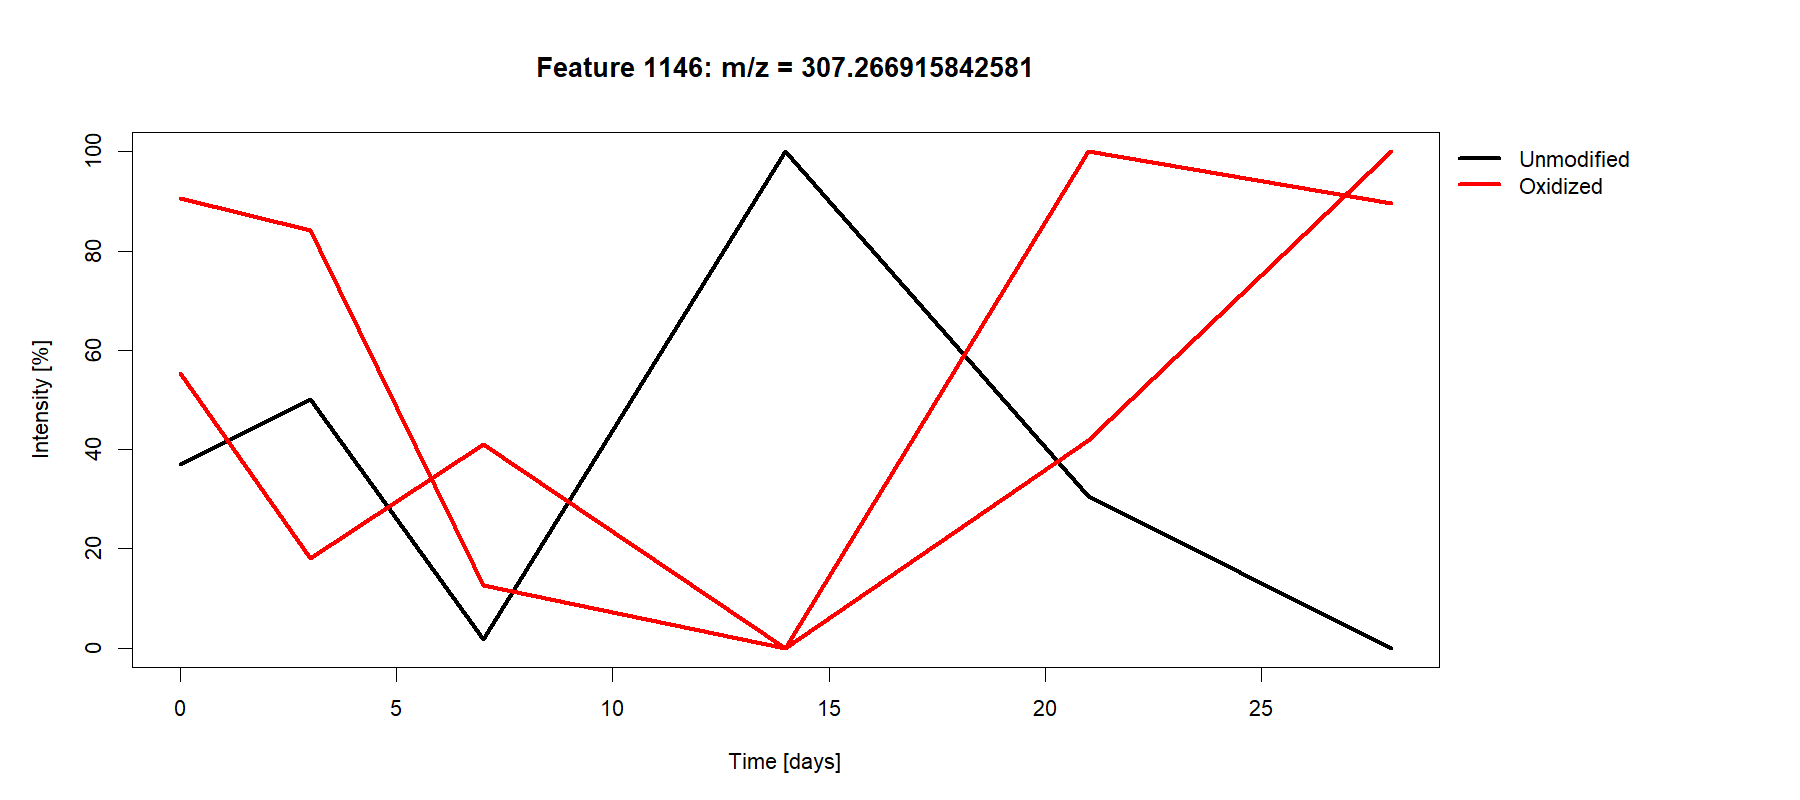 Feature 1146: m/z = 307.266915842581
Unmodified
Oxidized
Intensity [%]
100
80
60
40
20
0
0 5 10 15 20 25
Time [days]